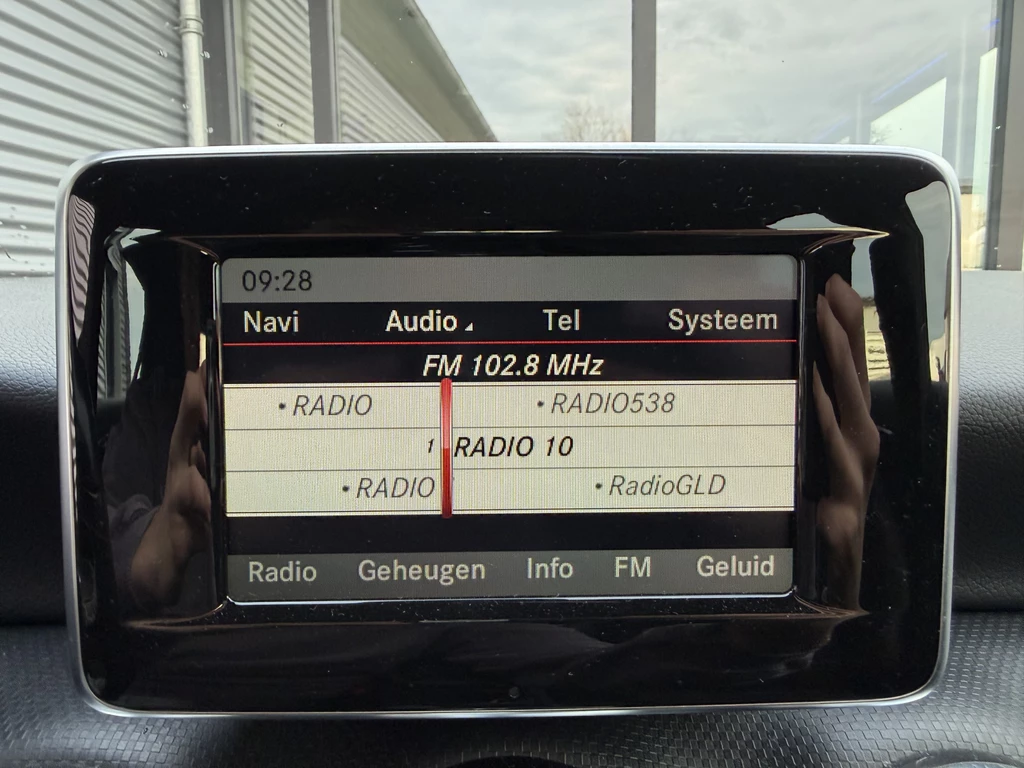 09:28
Navi Audio Tel Systeem
FM 102.8 MHz
• RADIO • RADIO538
1 RADIO 10
• RADIO • RadioGLD
Radio Geheugen Info FM Geluid